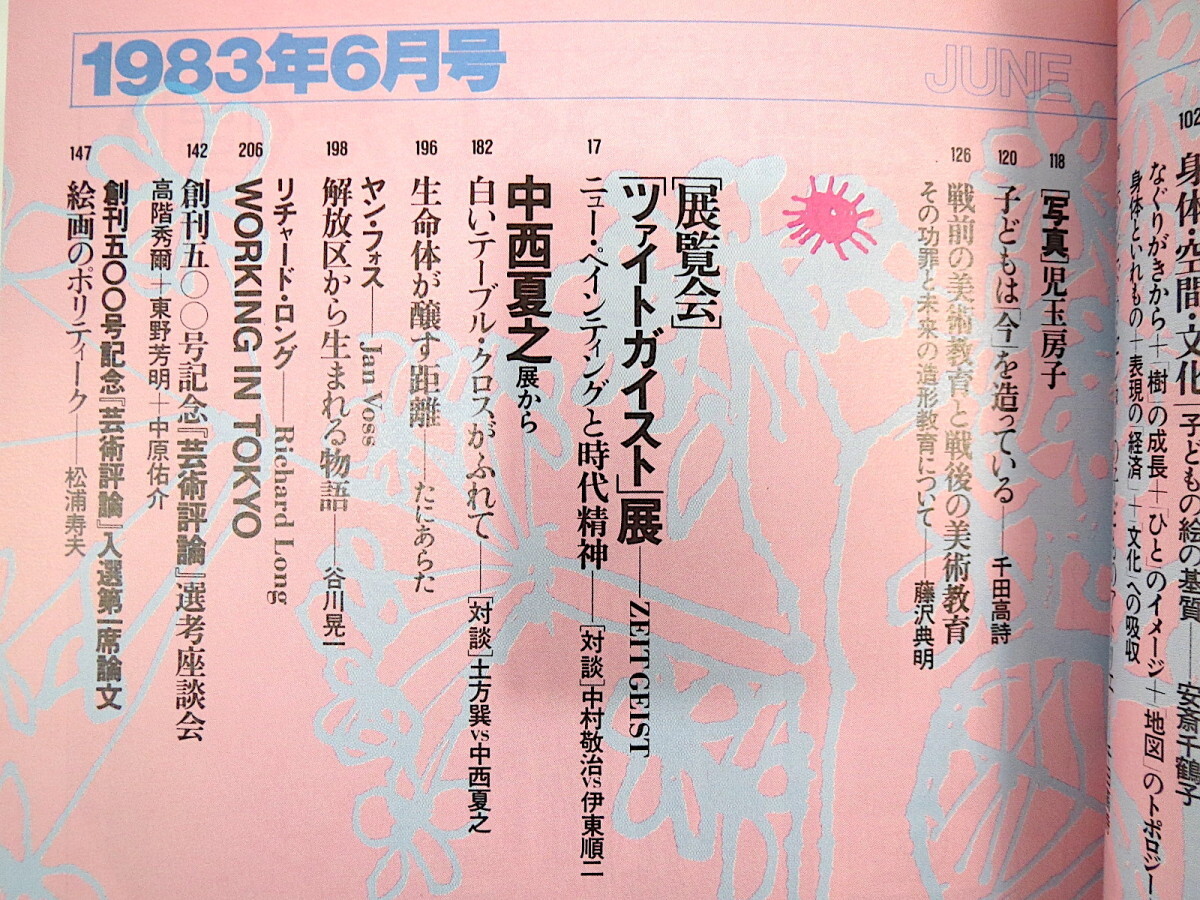 1983年6月号
JUNE
102
身体・空間・文化
子どもの絵の基質――安斎千鶴子
なぐりがきから+「樹」の成長+「ひと」のイメージ+「地図」のトポロジー
身体といれもの+表現の「経済」+「文化」への吸収
118
[写真]児玉房子
120
子どもは「今」を造っている――千田高詩
126
戦前の美術教育と戦後の美術教育
その功罪と未来の造形教育について――藤沢典明
[展覧会]
「ツァイトガイスト」展――ZEITGEIST
17
ニュー・ペインティングと時代精神――[対談]中村敬治vs伊東順二
中西夏之展から
182
白いテーブル・クロスがふれて――[対談]土方巽vs中西夏之
196
生命体が醸す距離――たにあらた
ヤン・フォス――Jan Voss
198
解放区から生まれる物語――谷川晃一
リチャード・ロング――Richard Long
206
WORKING IN TOKYO
142
創刊五〇〇号記念『芸術評論』選考座談会
高階秀爾+東野芳明+中原佑介
創刊五〇〇号記念『芸術評論』入選第一席論文
147
絵画のポリティーク――松浦寿夫